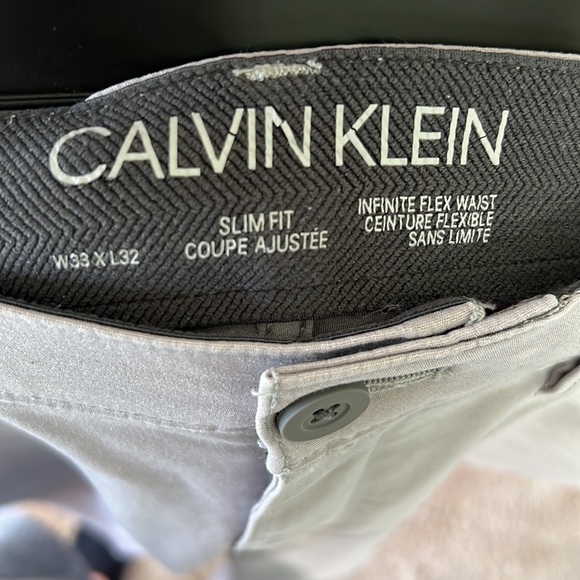 CALVIN KLEIN
W33 X L32
SLIM FIT
COUPE AJUSTÉE
INFINITE FLEX WAIST
CEINTURE FLEXIBLE
SANS LIMITE